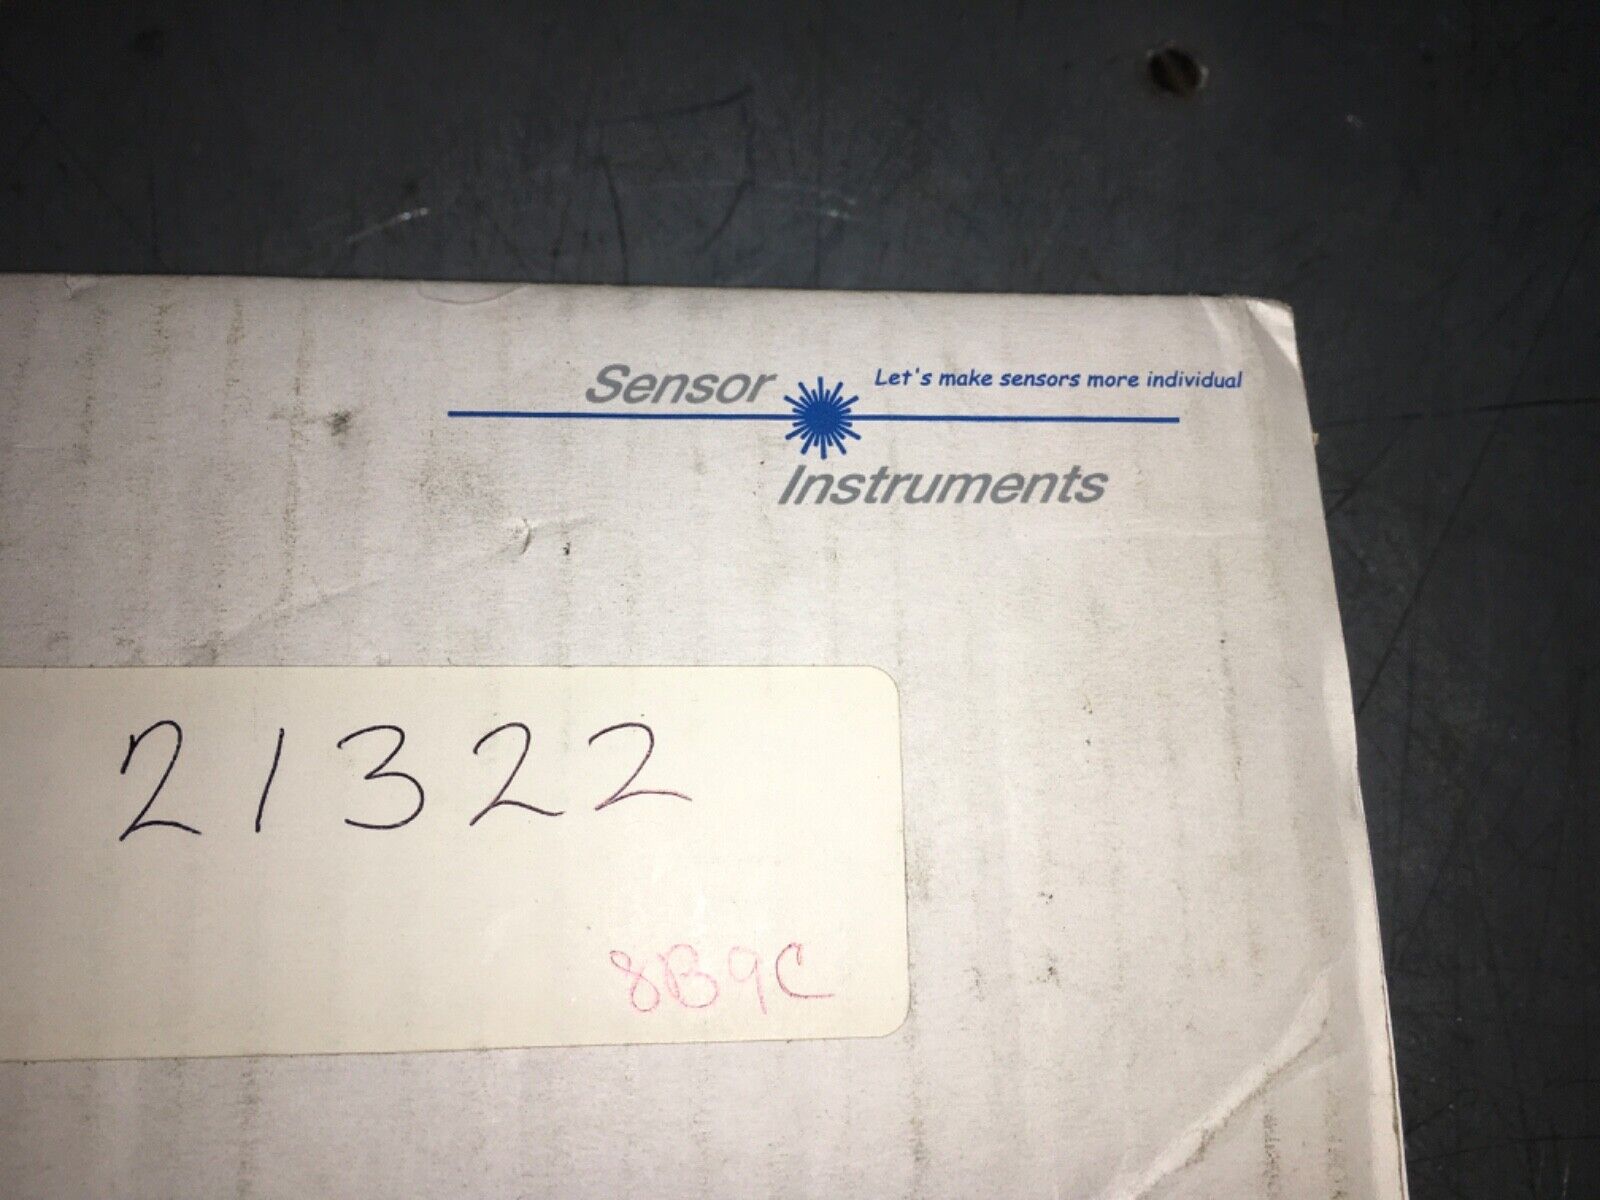 Sensor
Let's make sensors more individual
Instruments
21322
8B9C